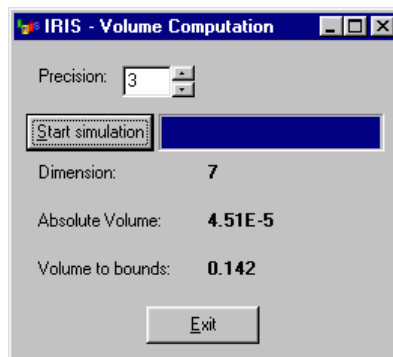 IRIS - Volume Computation
Precision: 3
Start simulation
Dimension: 7
Absolute Volume: 4.51E-5
Volume to bounds: 0.142
Exit